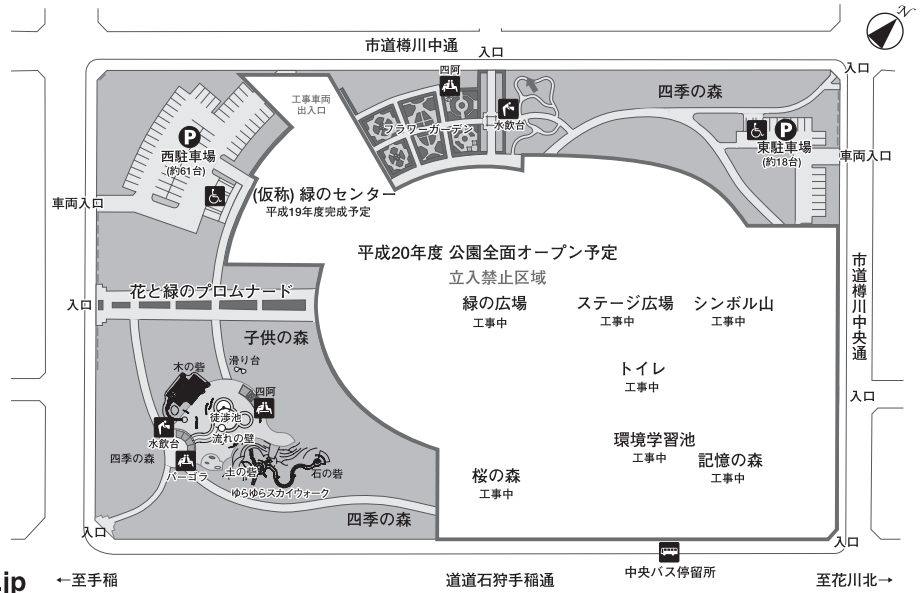 N
市道樽川中通
入口
入口
四阿
工事車両
出入口
四季の森
フラワーガーデン
水飲台
P
西駐車場
(約61台)
P
東駐車場
(約18台)
車両入口
車両入口
(仮称) 緑のセンター
平成19年度完成予定
平成20年度 公園全面オープン予定
立入禁止区域
市道樽川中央通
入口
花と緑のプロムナード
緑の広場
工事中
ステージ広場
工事中
シンボル山
工事中
子供の森
木の砦
滑り台
四阿
トイレ
工事中
入口
徒渉池
水飲台
流れの壁
四季の森
パーゴラ
土の砦
石の砦
ゆらゆらスカイウォーク
環境学習池
工事中
記憶の森
工事中
桜の森
工事中
四季の森
入口
入口
中央バス停留所
.jp
←至手稲
道道石狩手稲通
至花川北→